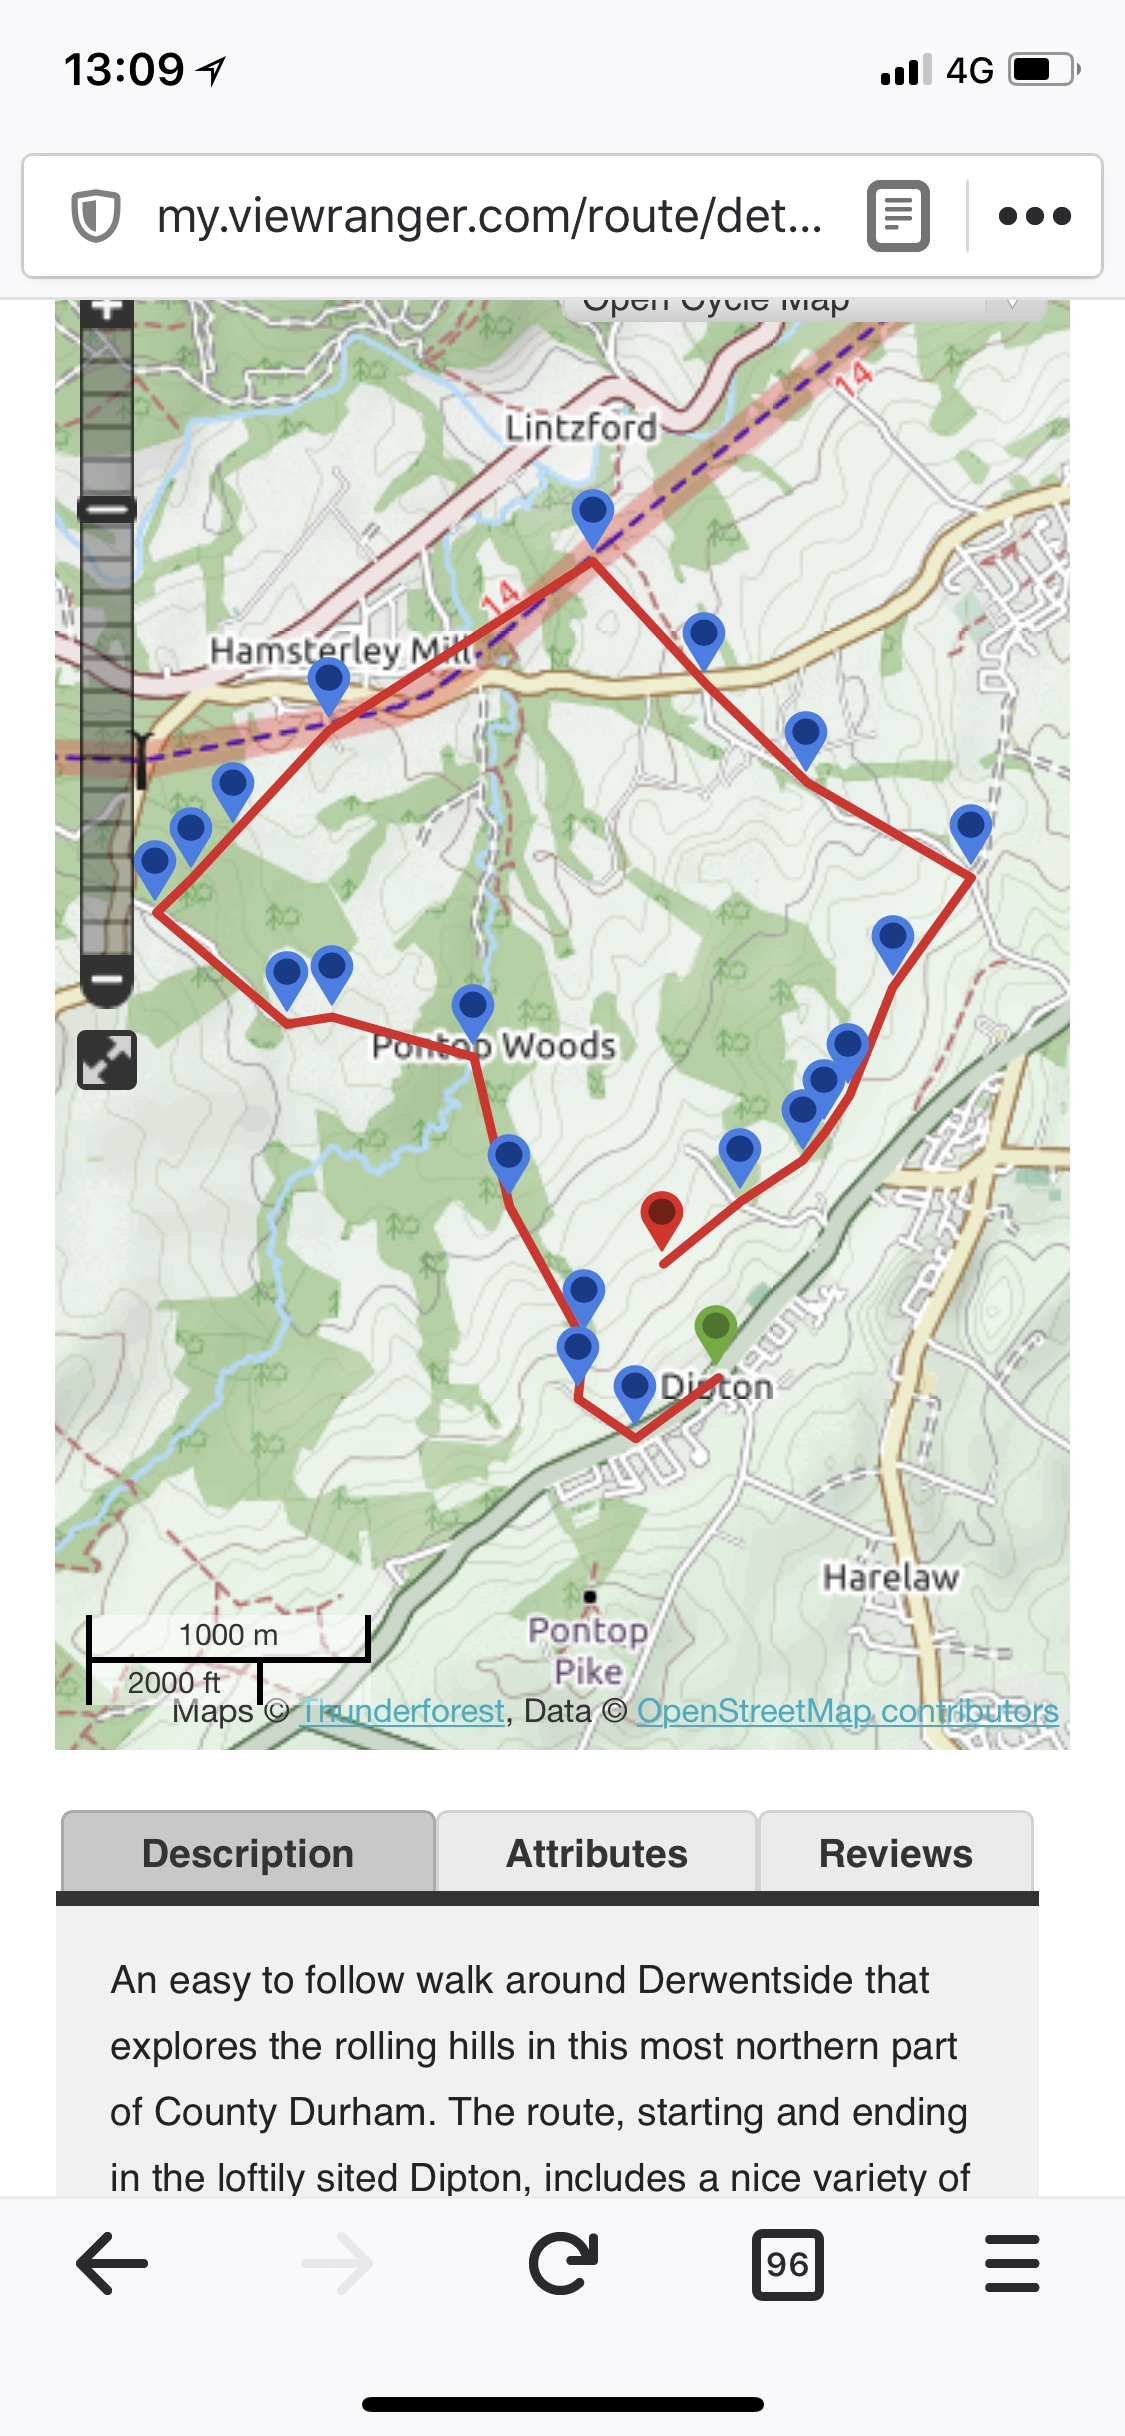 13:09
4G
my.viewranger.com/route/det...
Open Cycle Map
14
Lintzford
14
Hamsterley Mill
Pontop Woods
Dipton
Harelaw
Pontop
Pike
1000 m
2000 ft
Maps © Thunderforest, Data © OpenStreetMap contributors
Description
Attributes
Reviews
An easy to follow walk around Derwentside that
explores the rolling hills in this most northern part
of County Durham. The route, starting and ending
in the loftily sited Dipton, includes a nice variety of
96